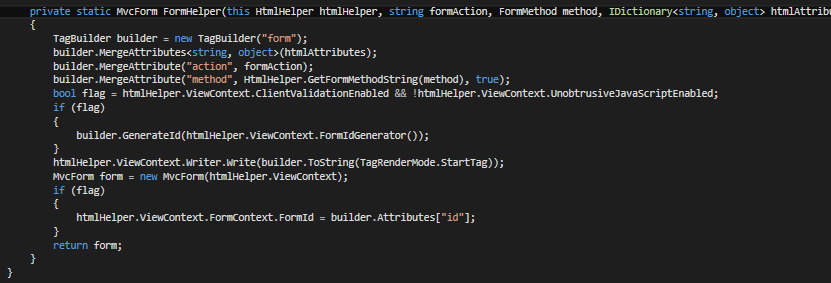 private static MvcForm FormHelper(this HtmlHelper htmlHelper, string formAction, FormMethod method, IDictionary<string, object> htmlAttribu
{
TagBuilder builder = new TagBuilder("form");
builder.MergeAttributes<string, object>(htmlAttributes);
builder.MergeAttribute("action", formAction);
builder.MergeAttribute("method", HtmlHelper.GetFormMethodString(method), true);
bool flag = htmlHelper.ViewContext.ClientValidationEnabled && !htmlHelper.ViewContext.UnobtrusiveJavaScriptEnabled;
if (flag)
{
builder.GenerateId(htmlHelper.ViewContext.FormIdGenerator());
}
htmlHelper.ViewContext.Writer.Write(builder.ToString(TagRenderMode.StartTag));
MvcForm form = new MvcForm(htmlHelper.ViewContext);
if (flag)
{
htmlHelper.ViewContext.FormContext.FormId = builder.Attributes["id"];
}
return form;
}
}